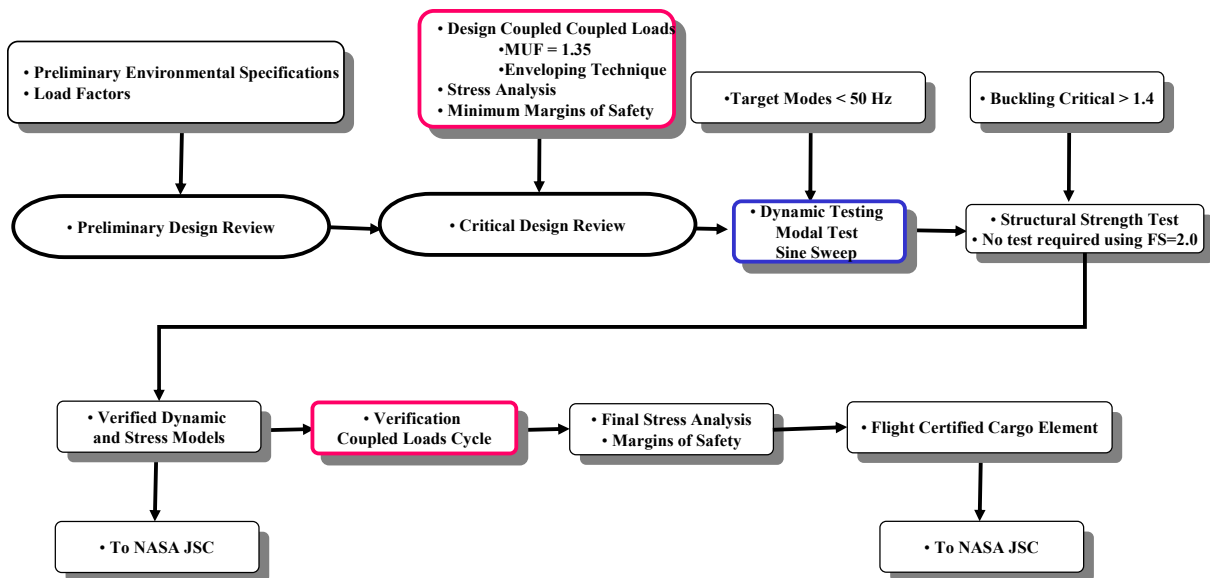 • Preliminary Environmental Specifications
• Load Factors
• Design Coupled Coupled Loads
•MUF = 1.35
•Enveloping Technique
• Stress Analysis
• Minimum Margins of Safety
•Target Modes < 50 Hz
• Buckling Critical > 1.4
• Preliminary Design Review
• Critical Design Review
• Dynamic Testing
Modal Test
Sine Sweep
• Structural Strength Test
• No test required using FS=2.0
• Verified Dynamic
and Stress Models
• Verification
Coupled Loads Cycle
• Final Stress Analysis
• Margins of Safety
• Flight Certified Cargo Element
• To NASA JSC
• To NASA JSC